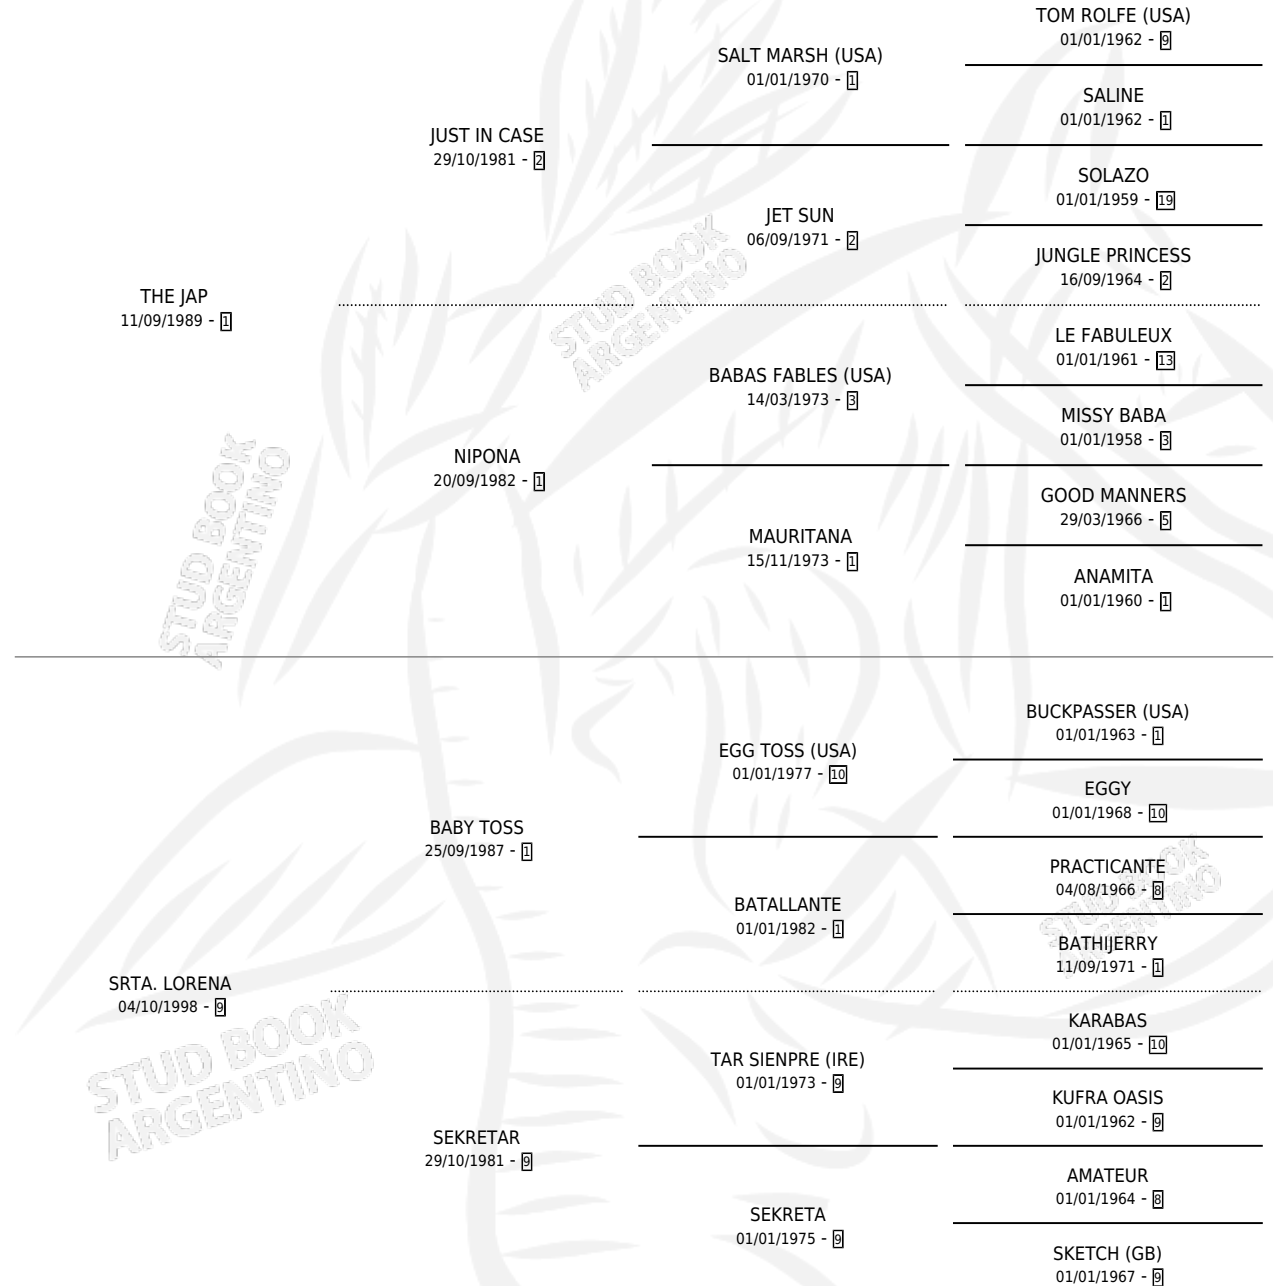 TOM ROLFE (USA)
01/01/1962 - 9
SALT MARSH (USA)
01/01/1970 - 1
SALINE
01/01/1962 - 1
JUST IN CASE
29/10/1981 - 2
SOLAZO
01/01/1959 - 19
JET SUN
06/09/1971 - 2
JUNGLE PRINCESS
16/09/1964 - 2
THE JAP
11/09/1989 - 1
STUD BOOK
ARGENTINO
LE FABULEUX
01/01/1961 - 13
BABAS FABLES (USA)
14/03/1973 - 3
MISSY BABA
01/01/1958 - 3
NIPONA
20/09/1982 - 1
GOOD MANNERS
29/03/1966 - 5
MAURITANA
15/11/1973 - 1
ANAMITA
01/01/1960 - 1
STUD BOOK
ARGENTINO
BUCKPASSER (USA)
01/01/1963 - 1
EGG TOSS (USA)
01/01/1977 - 10
EGGY
01/01/1968 - 10
BABY TOSS
25/09/1987 - 1
PRACTICANTE
04/08/1966 - 8
BATALLANTE
01/01/1982 - 1
STUD BOOK
ARGENTINO
BATHIJERRY
11/09/1971 - 1
SRTA. LORENA
04/10/1998 - 9
KARABAS
01/01/1965 - 10
TAR SIENPRE (IRE)
01/01/1973 - 9
STUD BOOK
ARGENTINO
KUFRA OASIS
01/01/1962 - 9
SEKRETAR
29/10/1981 - 9
AMATEUR
01/01/1964 - 8
SEKRETA
01/01/1975 - 9
SKETCH (GB)
01/01/1967 - 9